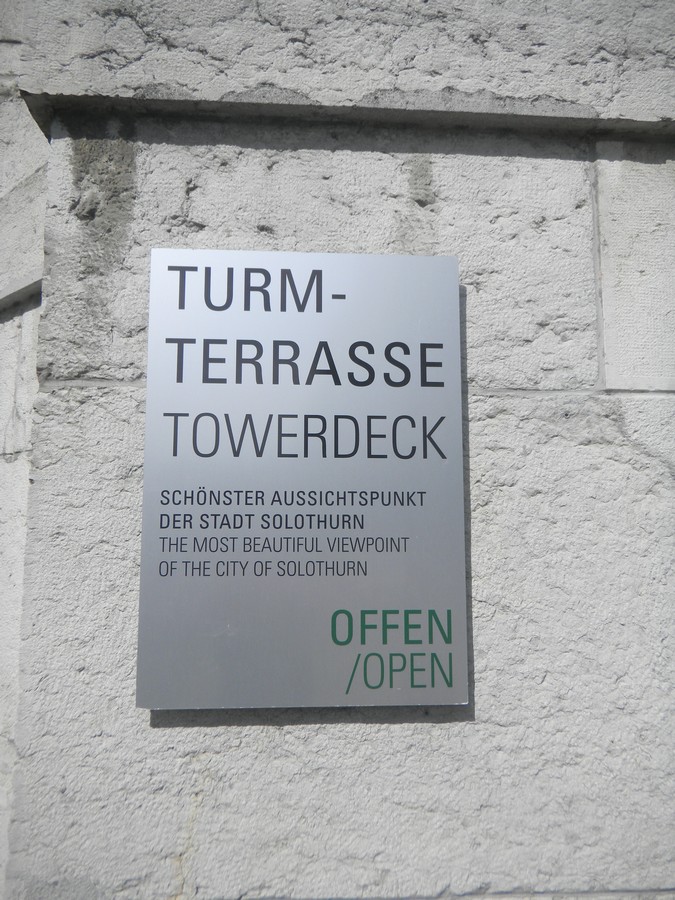 TURM-
TERRASSE
TOWERDECK
SCHÖNSTER AUSSICHTSPUNKT
DER STADT SOLOTHURN
THE MOST BEAUTIFUL VIEWPOINT
OF THE CITY OF SOLOTHURN
OFFEN
/OPEN